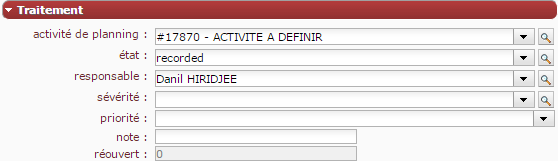 Traitement
activité de planning : #17870 - ACTIVITE A DEFINIR
état : recorded
responsable : Danil HIRIDJEE
sévérité :
priorité :
note :
réouvert : 0